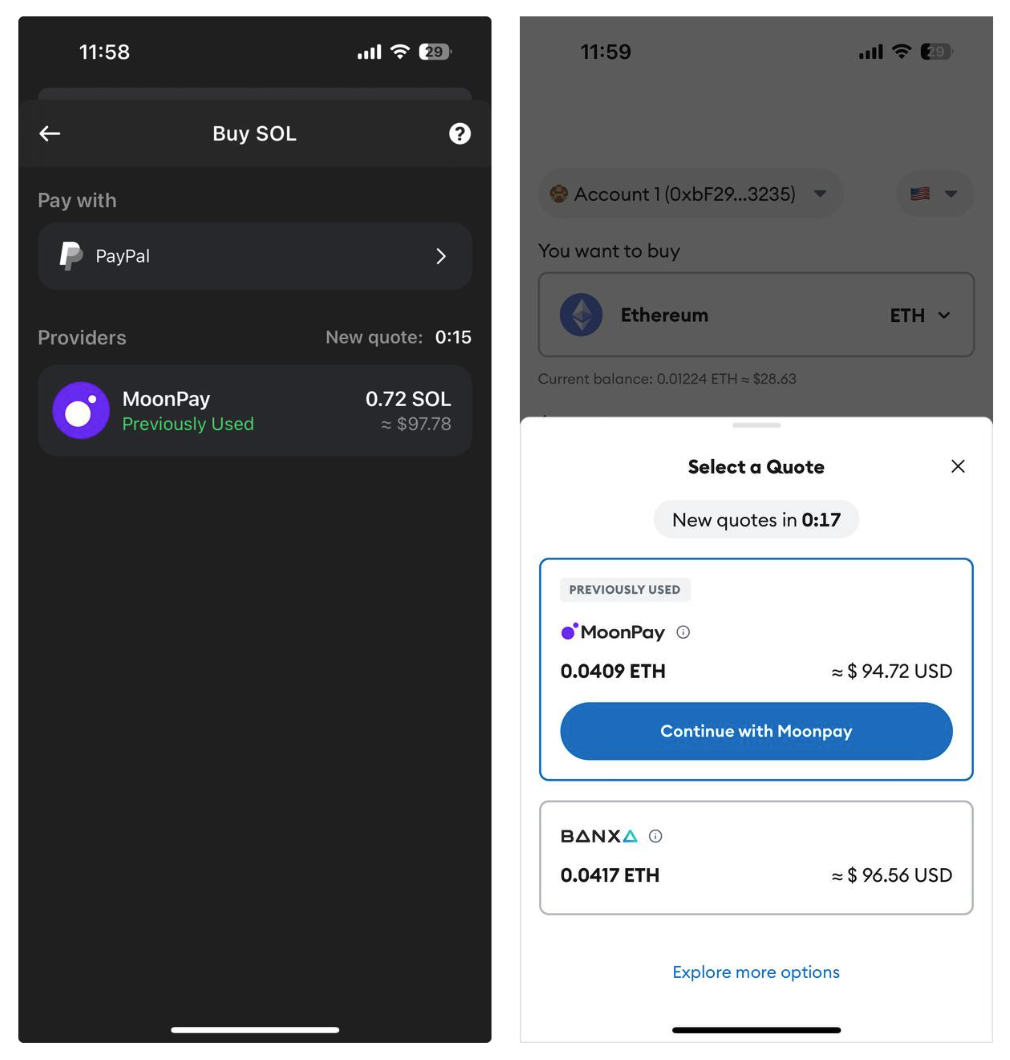 11:58
29
Buy SOL
?
Pay with
PayPal
Providers
New quote: 0:15
MoonPay
0.72 SOL
Previously Used
≈ $97.78
11:59
29
Account 1 (0xbF29...3235)
You want to buy
Ethereum
ETH
Current balance: 0.01224 ETH ≈ $28.63
Select a Quote
New quotes in 0:17
PREVIOUSLY USED
MoonPay
0.0409 ETH
≈ $ 94.72 USD
Continue with Moonpay
BANXA
0.0417 ETH
≈ $ 96.56 USD
Explore more options